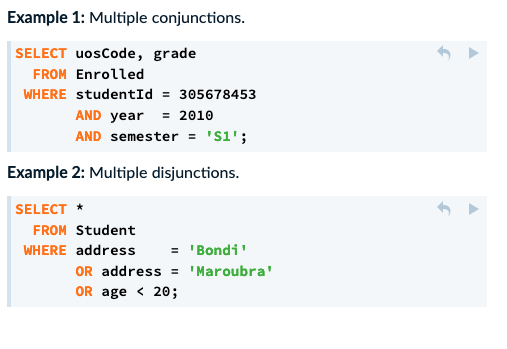 Example 1: Multiple conjunctions.
SELECT uosCode, grade
FROM Enrolled
WHERE studentId = 305678453
AND year  = 2010
AND semester = 'S1';
Example 2: Multiple disjunctions.
SELECT *
FROM Student
WHERE address    = 'Bondi'
OR address = 'Maroubra'
OR age < 20;